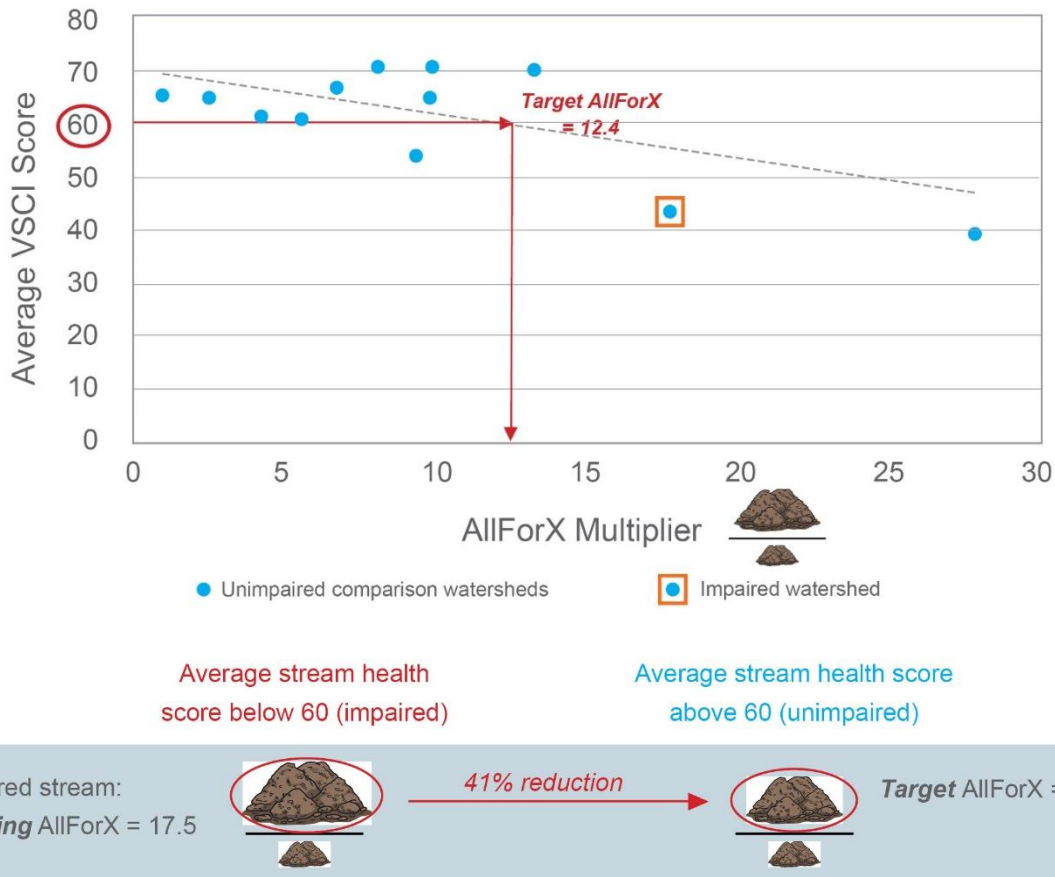 80
70
60
50
40
30
20
10
0
Average VSCI Score
Target AllForX
= 12.4
0 5 10 15 20 25 30
AllForX Multiplier
Unimpaired comparison watersheds
Impaired watershed
Average stream health
score below 60 (impaired)
Average stream health score
above 60 (unimpaired)
red stream:
ing AllForX = 17.5
41% reduction
Target AllForX =